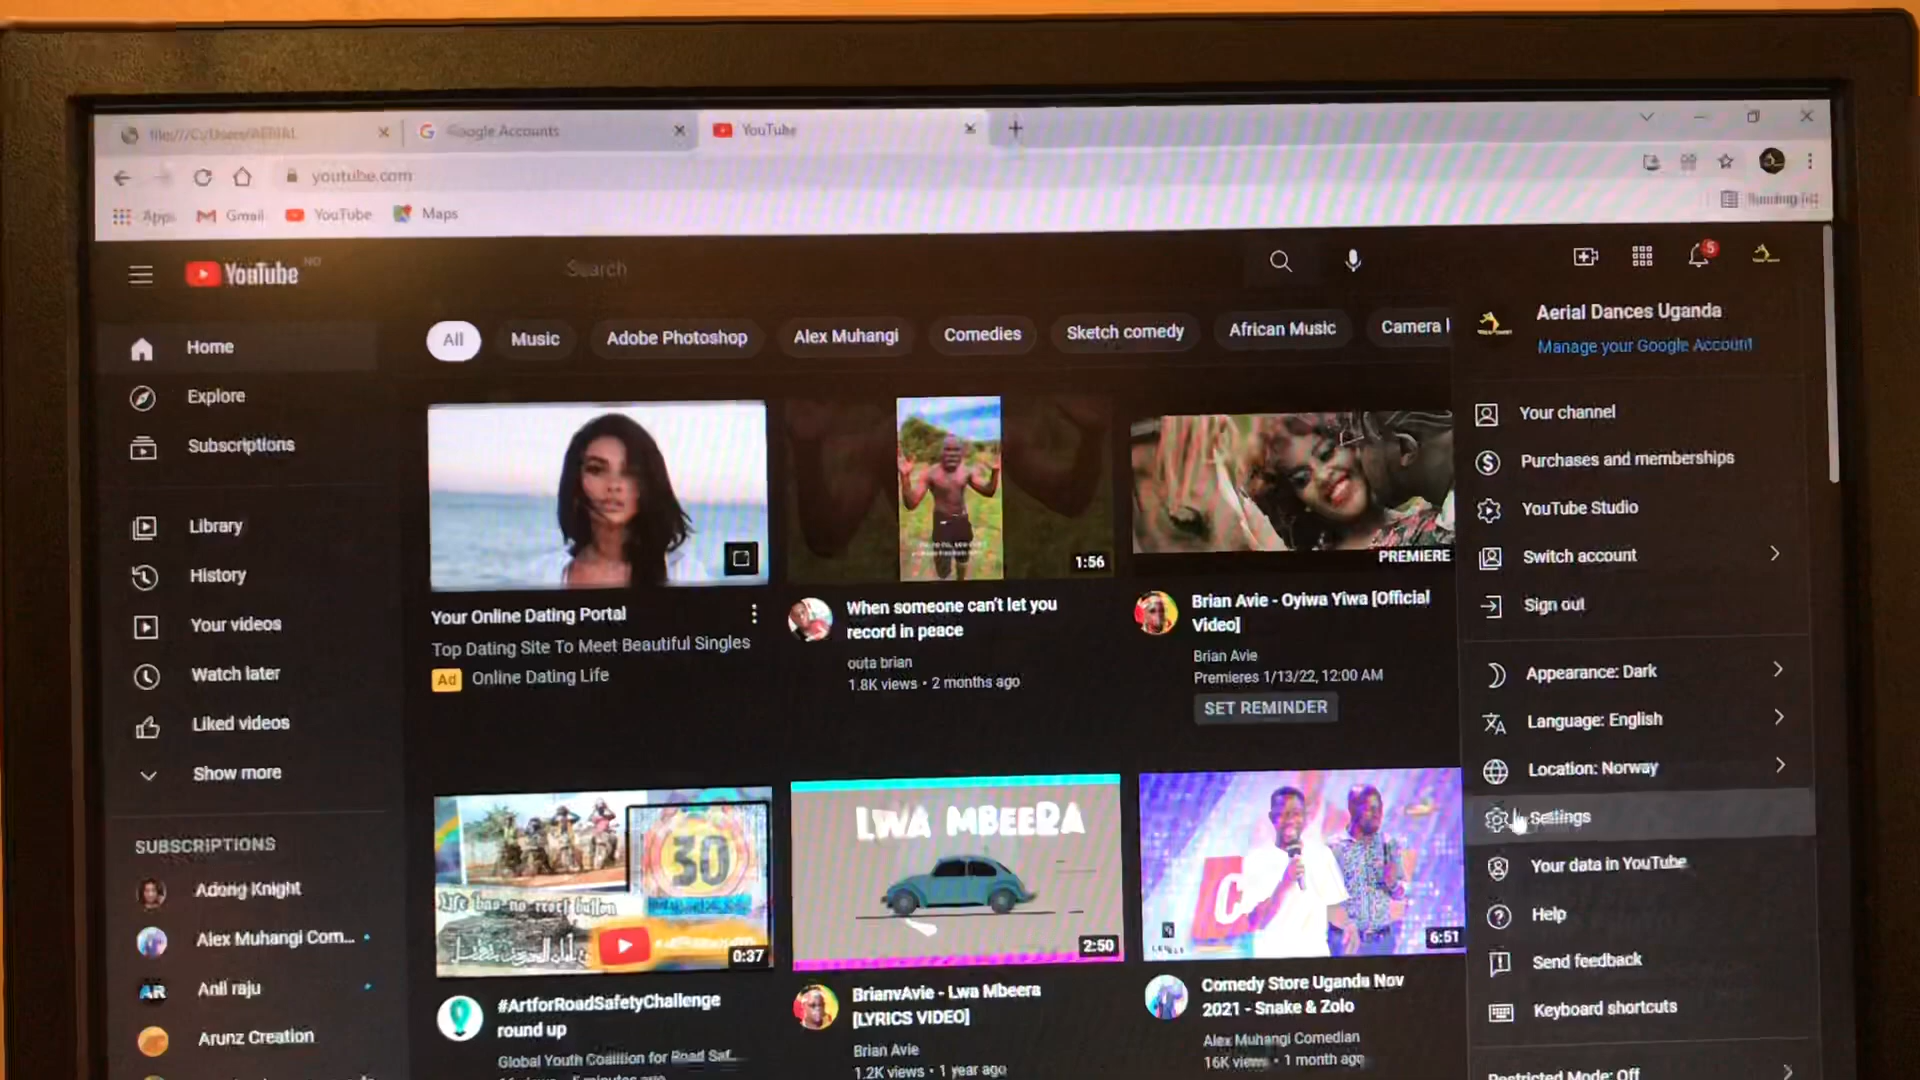 file:///C:/Users/AERIAL
Google Accounts
YouTube
youtube.com
Apps
Gmail
YouTube
Maps
Reading list
YouTube NO
Search
5
Home
Explore
Subscriptions
Library
History
Your videos
Watch later
Liked videos
Show more
SUBSCRIPTIONS
Adong Knight
Alex Muhangi Com...
Anil raju
Arunz Creation
All
Music
Adobe Photoshop
Alex Muhangi
Comedies
Sketch comedy
African Music
Camera
Your Online Dating Portal
Top Dating Site To Meet Beautiful Singles
Ad Online Dating Life
1:56
When someone can't let you
record in peace
outa brian
1.8K views • 2 months ago
PREMIERE
Brian Avie - Oyiwa Yiwa [Official
Video]
Brian Avie
Premieres 1/13/22, 12:00 AM
SET REMINDER
30
Life has no reset button
0:37
#ArtforRoadSafetyChallenge
round up
Global Youth Coalition for Road Saf...
LWA MBEERA
2:50
BrianvAvie - Lwa Mbeera
[LYRICS VIDEO]
Brian Avie
1.2K views • 1 year ago
6:51
Comedy Store Uganda Nov
2021 - Snake & Zolo
Alex Muhangi Comedian
16K views • 1 month ago
Aerial Dances Uganda
Manage your Google Account
Your channel
Purchases and memberships
YouTube Studio
Switch account
Sign out
Appearance: Dark
Language: English
Location: Norway
Settings
Your data in YouTube
Help
Send feedback
Keyboard shortcuts
Restricted Mode: Off